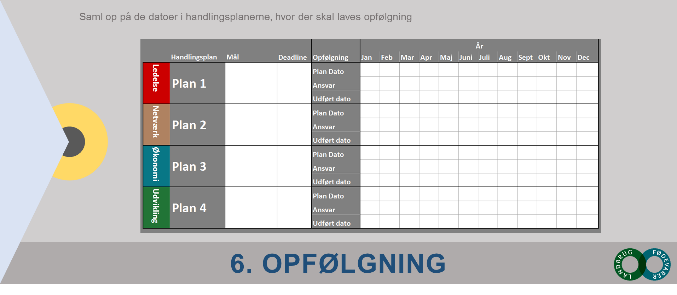 Saml op på de datoer i handlingsplanerne, hvor der skal laves opfølgning
År
Handlingsplan Mål Deadline Opfølgning Jan Feb Mar Apr Maj Juni Juli Aug Sept Okt Nov Dec
Ledelse
Plan 1
Plan Dato
Ansvar
Udført dato
Netværk
Plan 2
Plan Dato
Ansvar
Udført dato
Økonomi
Plan 3
Plan Dato
Ansvar
Udført dato
Udvikling
Plan 4
Plan Dato
Ansvar
Udført dato
6. OPFØLGNING
LANDBRUG FØDEVARER